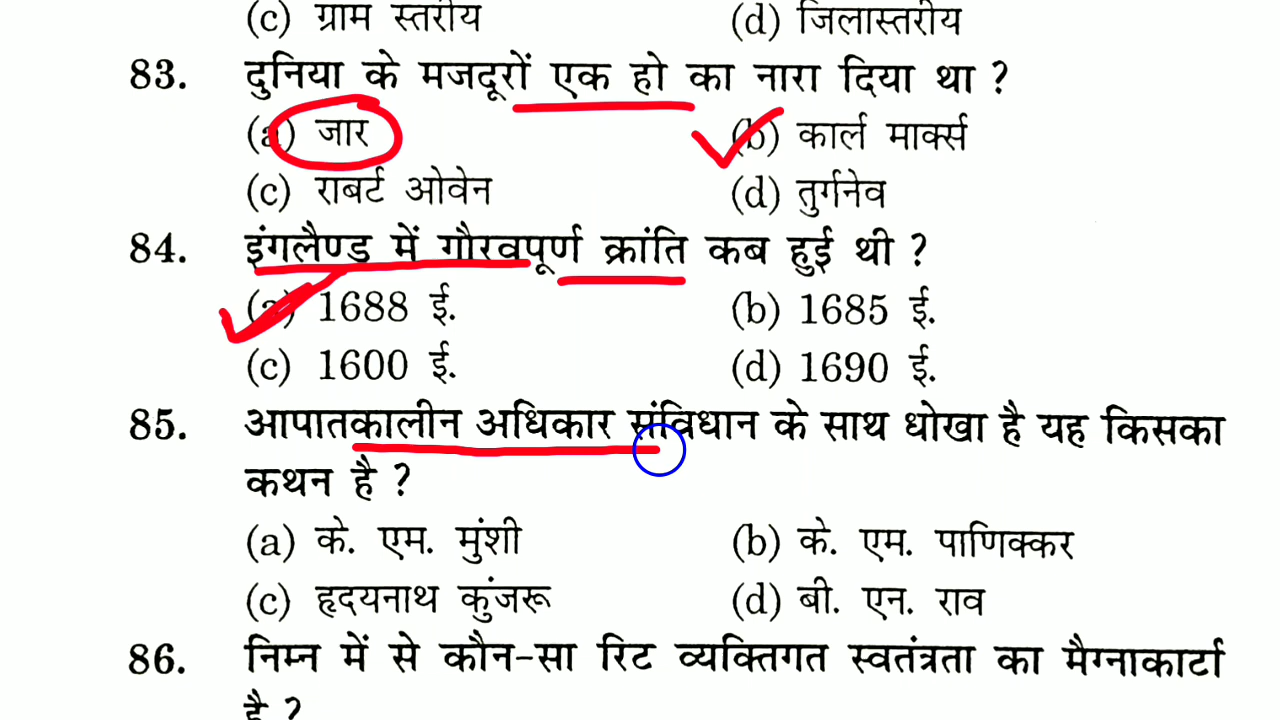 (c) ग्राम स्तरीय (d) जिलास्तरीय
83. दुनिया के मजदूरों एक हो का नारा दिया था ?
(a) जार (b) कार्ल मार्क्स
(c) राबर्ट ओवेन (d) तुर्गनेव
84. इंगलैण्ड में गौरवपूर्ण क्रांति कब हुई थी ?
(a) 1688 ई. (b) 1685 ई.
(c) 1600 ई. (d) 1690 ई.
85. आपातकालीन अधिकार संविधान के साथ धोखा है यह किसका
कथन है ?
(a) के. एम. मुंशी (b) के. एम. पाणिक्कर
(c) हृदयनाथ कुंजरू (d) बी. एन. राव
86. निम्न में से कौन-सा रिट व्यक्तिगत स्वतंत्रता का मैग्नाकार्टा
है ?